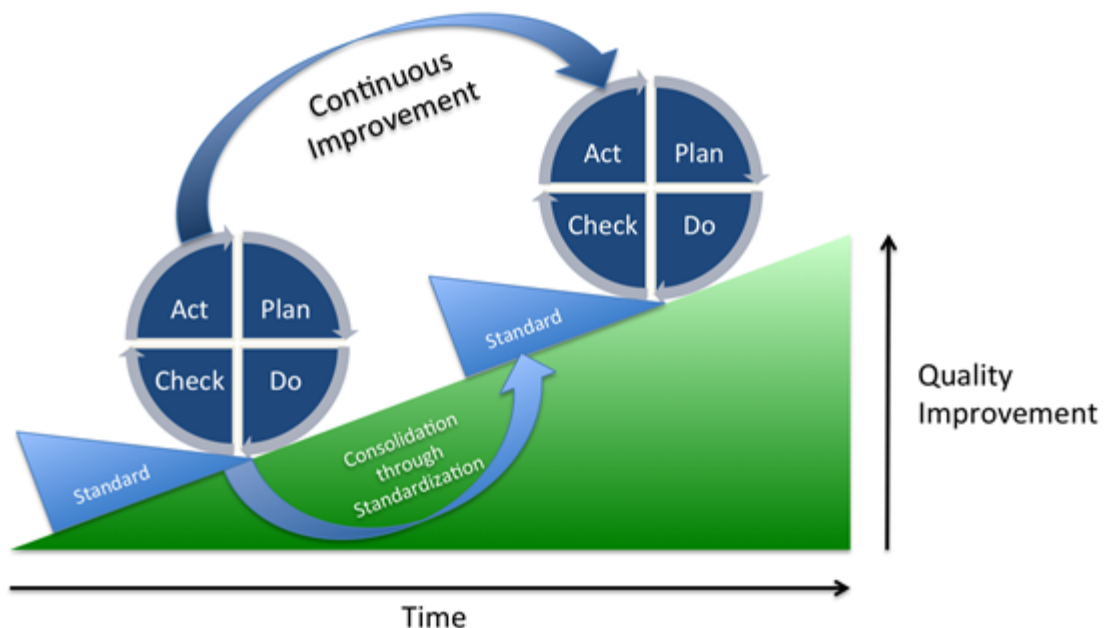 Continuous
Improvement
Act
Plan
Check
Do
Act
Plan
Check
Do
Standard
Standard
Consolidation
through
Standardization
Quality
Improvement
Time